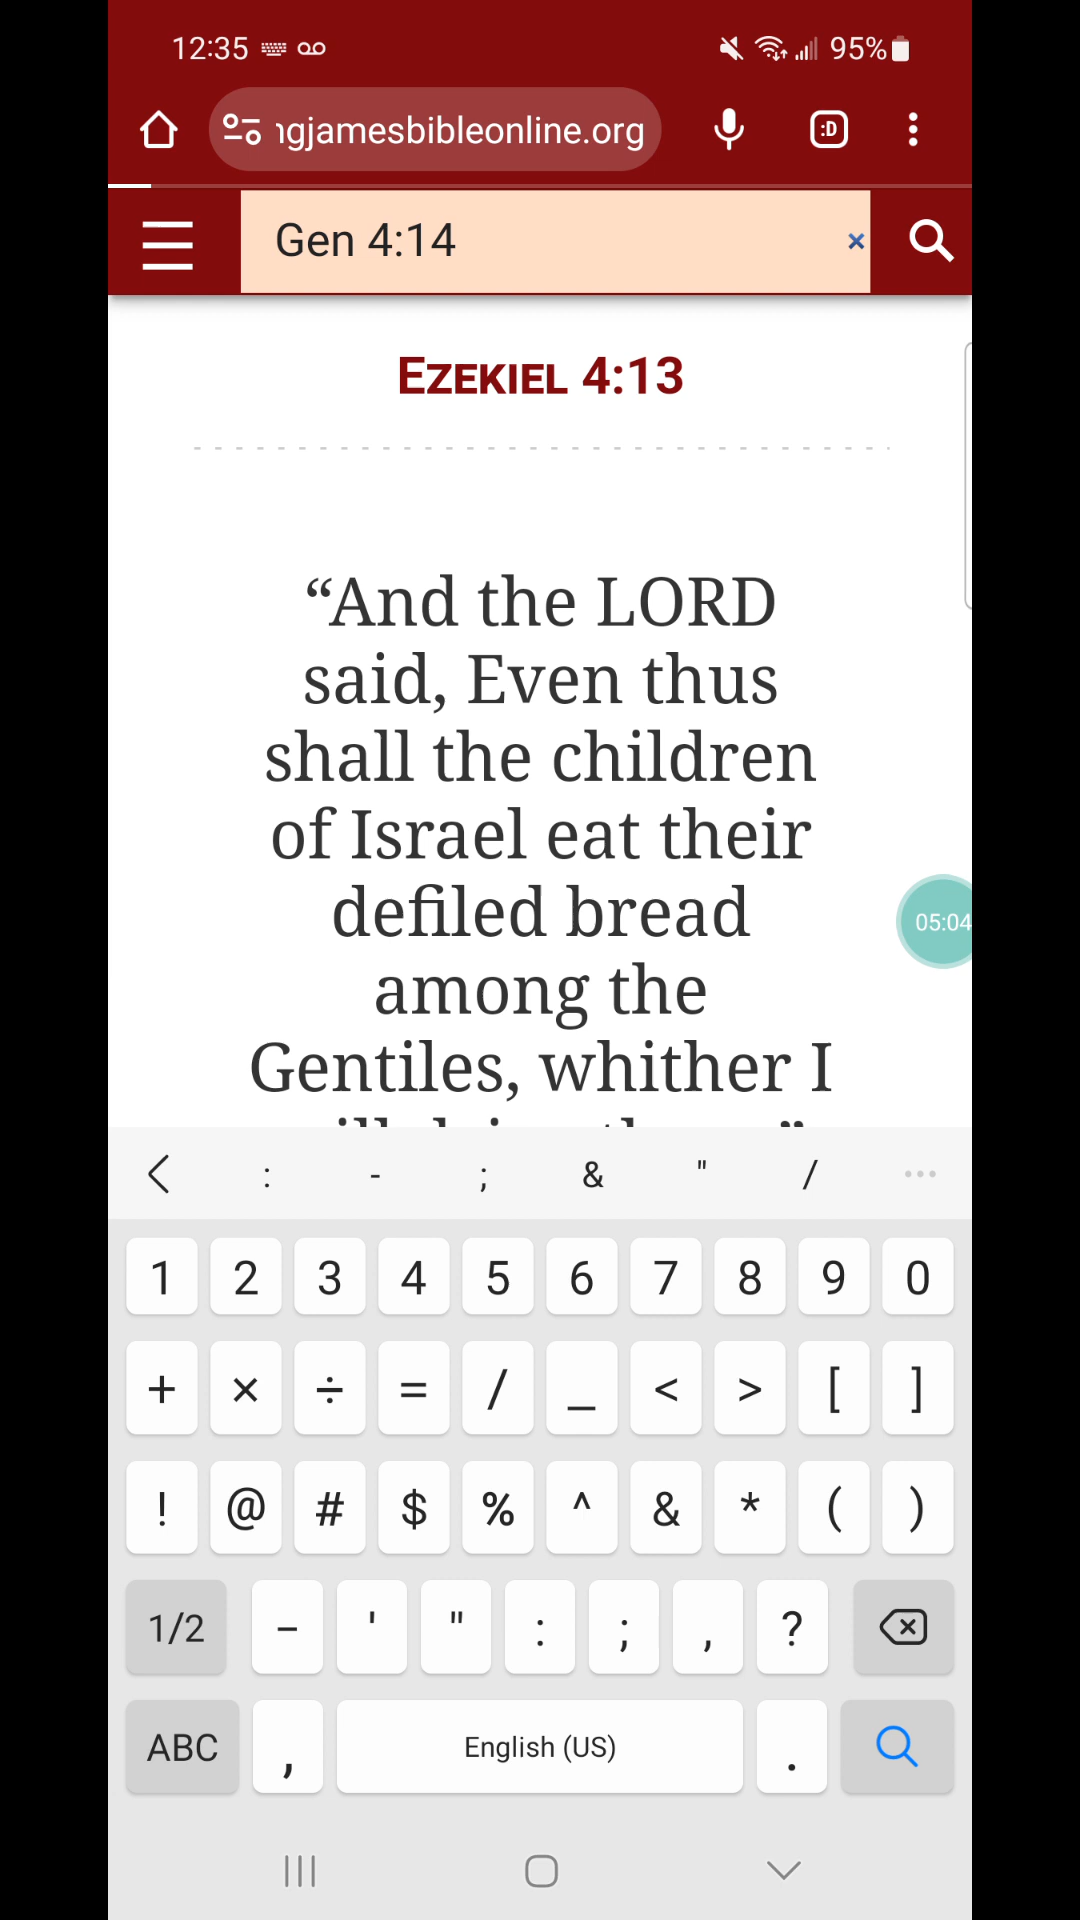 12:35
95%
ngjamesbibleonline.org
:D
Gen 4:14
×
EZEKIEL 4:13
“And the LORD
said, Even thus
shall the children
of Israel eat their
defiled bread
among the
Gentiles, whither I
05:04
: - ; & " / ...
1 2 3 4 5 6 7 8 9 0
+ × ÷ = / _ < > [ ]
! @ # $ % ^ & * ( )
1/2 - ' " : ; , ?
ABC , English (US) .